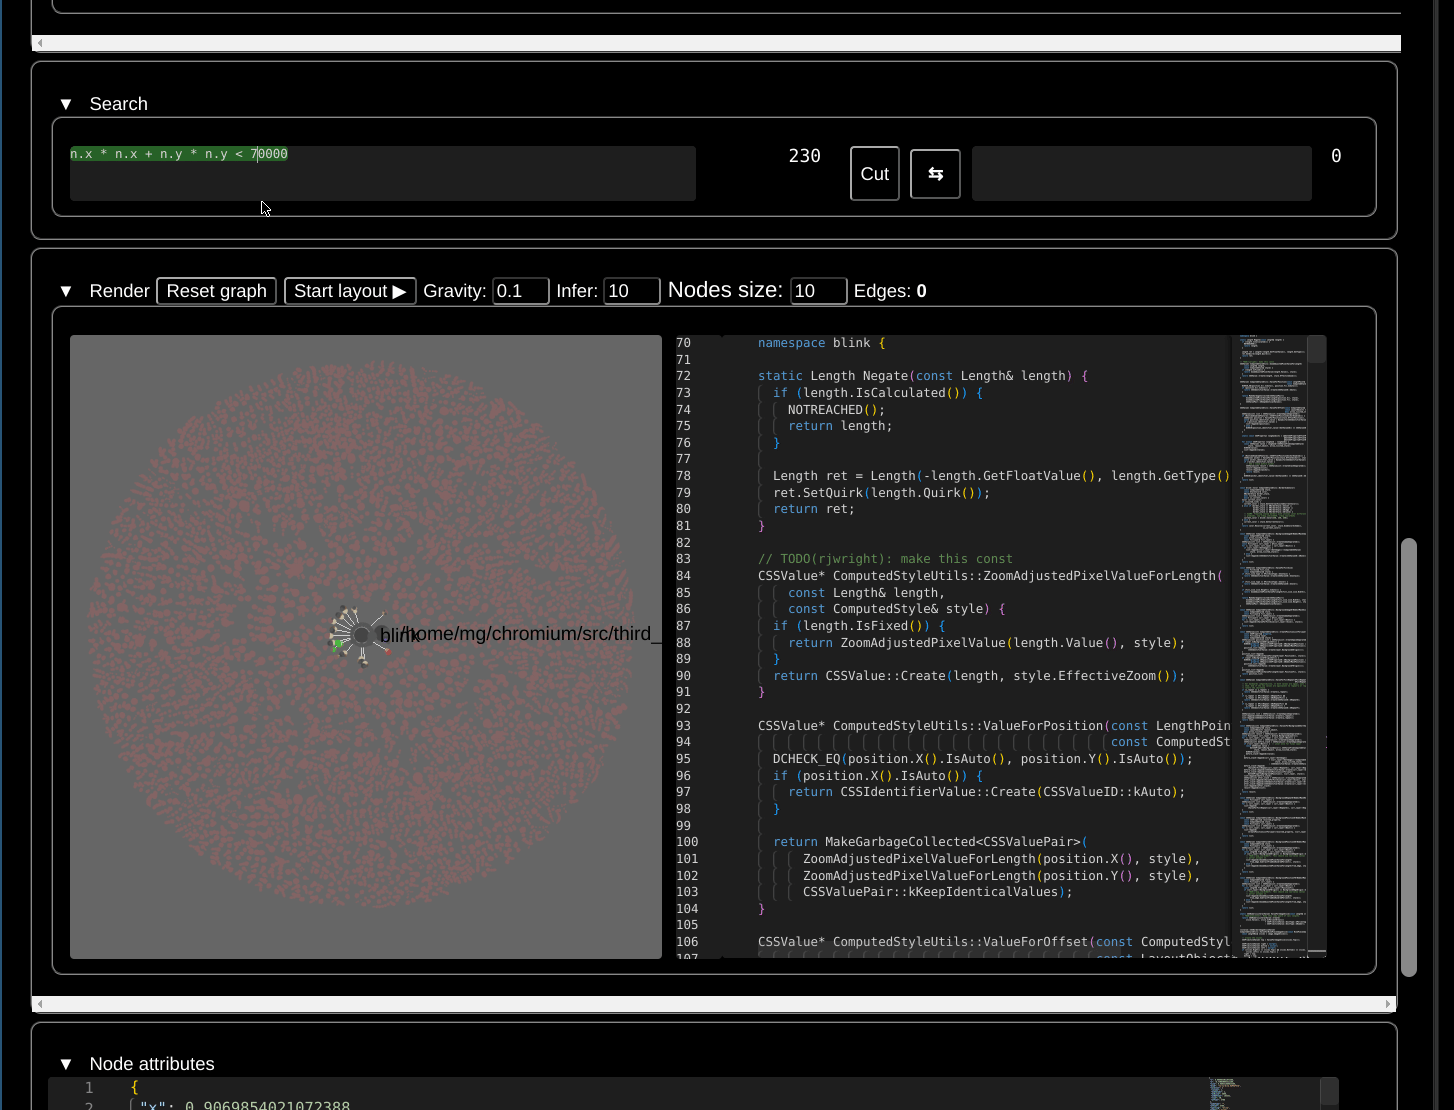 ▼ Search
n.x * n.x + n.y * n.y < 70000
230
Cut
⇆
0
▼ Render Reset graph Start layout ▶ Gravity: 0.1 Infer: 10 Nodes size: 10 Edges: 0
blink
/home/mg/chromium/src/third_
70 namespace blink {
71
72 static Length Negate(const Length& length) {
73 if (length.IsCalculated()) {
74 NOTREACHED();
75 return length;
76 }
77
78 Length ret = Length(-length.GetFloatValue(), length.GetType()
79 ret.SetQuirk(length.Quirk());
80 return ret;
81 }
82
83 // TODO(rjwright): make this const
84 CSSValue* ComputedStyleUtils::ZoomAdjustedPixelValueForLength(
85 const Length& length,
86 const ComputedStyle& style) {
87 if (length.IsFixed()) {
88 return ZoomAdjustedPixelValue(length.Value(), style);
89 }
90 return CSSValue::Create(length, style.EffectiveZoom());
91 }
92
93 CSSValue* ComputedStyleUtils::ValueForPosition(const LengthPoin
94 const ComputedSt
95 DCHECK_EQ(position.X().IsAuto(), position.Y().IsAuto());
96 if (position.X().IsAuto()) {
97 return CSSIdentifierValue::Create(CSSValueID::kAuto);
98 }
99
100 return MakeGarbageCollected<CSSValuePair>(
101 ZoomAdjustedPixelValueForLength(position.X(), style),
102 ZoomAdjustedPixelValueForLength(position.Y(), style),
103 CSSValuePair::kKeepIdenticalValues);
104 }
105
106 CSSValue* ComputedStyleUtils::ValueForOffset(const ComputedStyl
107 const LayoutObject
▼ Node attributes
1 {
2 "x": 0.9069854021072388